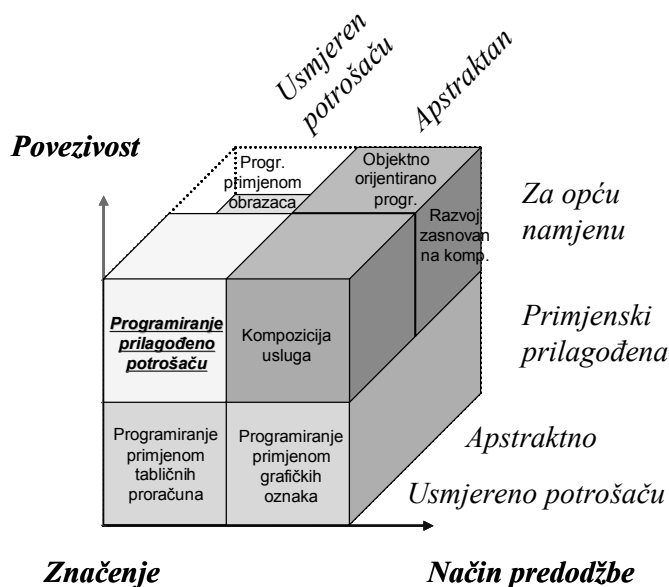 Usmjeren
potrošaču
Apstraktan
Povezivost
Progr.
primjenom
obrazaca
Objektno
orijentirano
progr.
Razvoj
zasnovan
na komp.
Za opću
namjenu
Programiranje
prilagođeno
potrošaču
Kompozicija
usluga
Primjenski
prilagođena
Programiranje
primjenom
tabličnih
proračuna
Programiranje
primjenom
grafičkih
oznaka
Apstraktno
Usmjereno potrošaču
Značenje
Način predodžbe